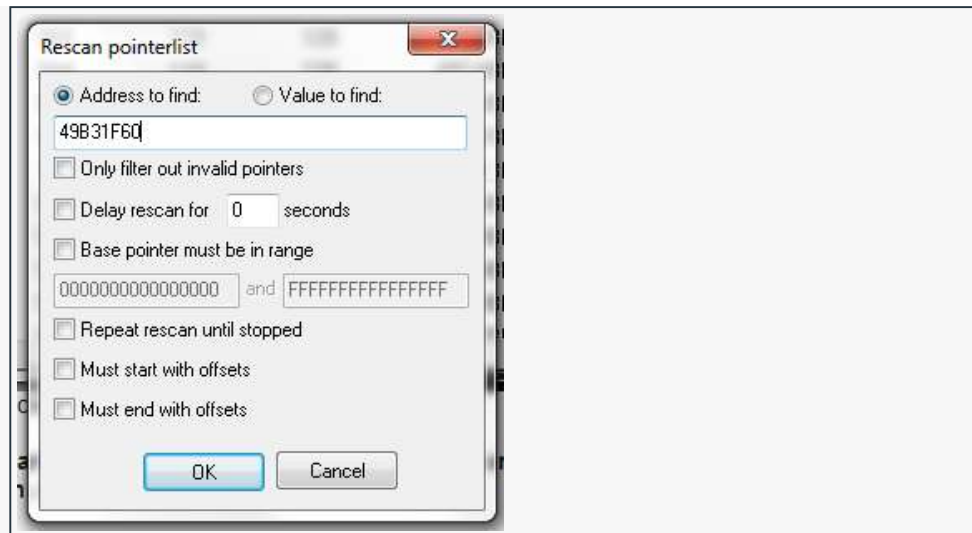 Rescan pointerlist
Address to find: Value to find:
49B31F60
Only filter out invalid pointers
Delay rescan for 0 seconds
Base pointer must be in range
0000000000000000 and FFFFFFFFFFFFFFFF
Repeat rescan until stopped
Must start with offsets
Must end with offsets
OK Cancel